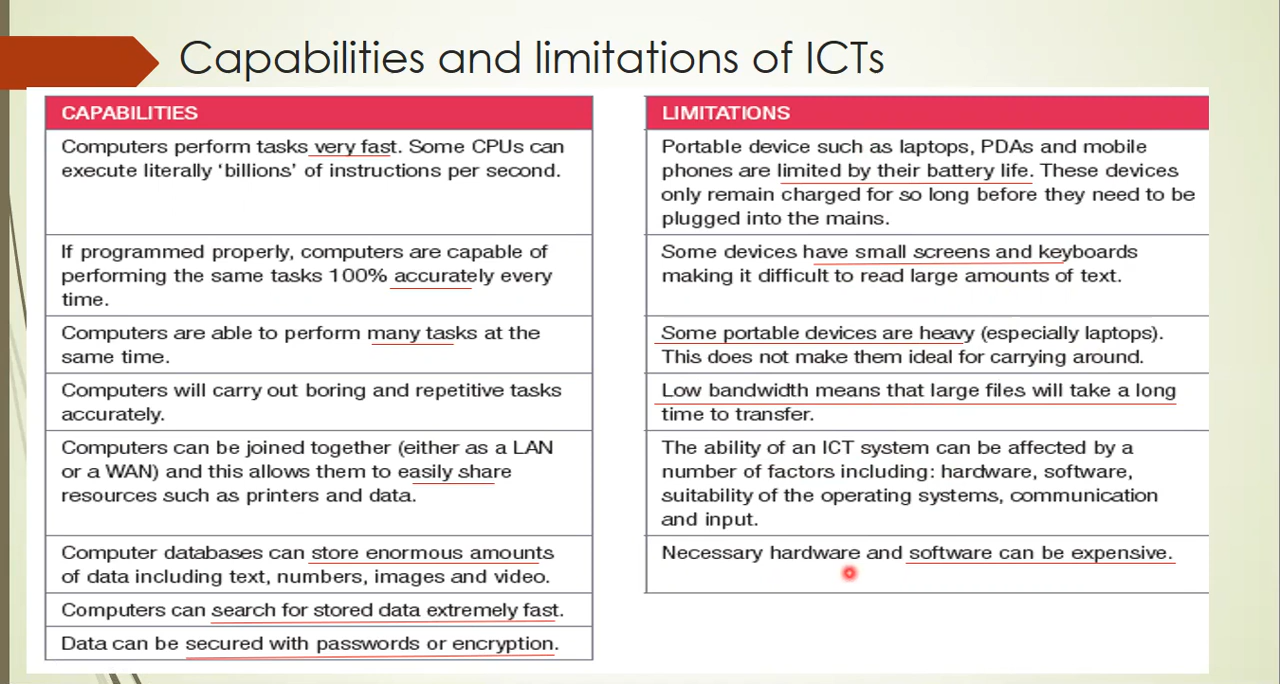 Capabilities and limitations of ICTs
CAPABILITIES
Computers perform tasks very fast. Some CPUs can
execute literally ‘billions’ of instructions per second.
If programmed properly, computers are capable of
performing the same tasks 100% accurately every
time.
Computers are able to perform many tasks at the
same time.
Computers will carry out boring and repetitive tasks
accurately.
Computers can be joined together (either as a LAN
or a WAN) and this allows them to easily share
resources such as printers and data.
Computer databases can store enormous amounts
of data including text, numbers, images and video.
Computers can search for stored data extremely fast.
Data can be secured with passwords or encryption.
LIMITATIONS
Portable device such as laptops, PDAs and mobile
phones are limited by their battery life. These devices
only remain charged for so long before they need to be
plugged into the mains.
Some devices have small screens and keyboards
making it difficult to read large amounts of text.
Some portable devices are heavy (especially laptops).
This does not make them ideal for carrying around.
Low bandwidth means that large files will take a long
time to transfer.
The ability of an ICT system can be affected by a
number of factors including: hardware, software,
suitability of the operating systems, communication
and input.
Necessary hardware and software can be expensive.